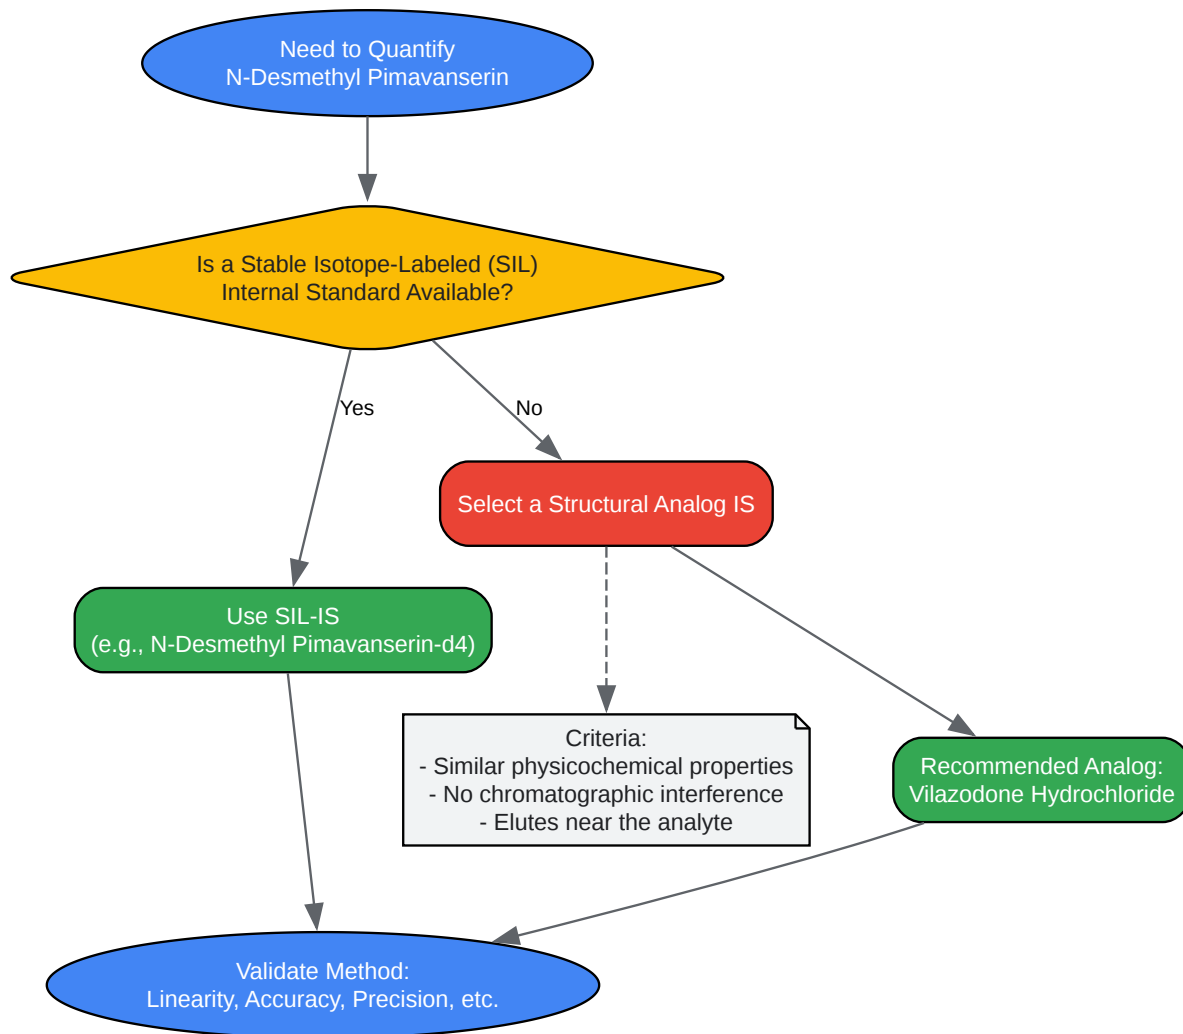 Need to Quantify
N-Desmethyl Pimavanserin
Is a Stable Isotope-Labeled (SIL)
Internal Standard Available?
Yes
No
Select a Structural Analog IS
Use SIL-IS
(e.g., N-Desmethyl Pimavanserin-d4)
Criteria:
- Similar physicochemical properties
- No chromatographic interference
- Elutes near the analyte
Recommended Analog:
Vilazodone Hydrochloride
Validate Method:
Linearity, Accuracy, Precision, etc.